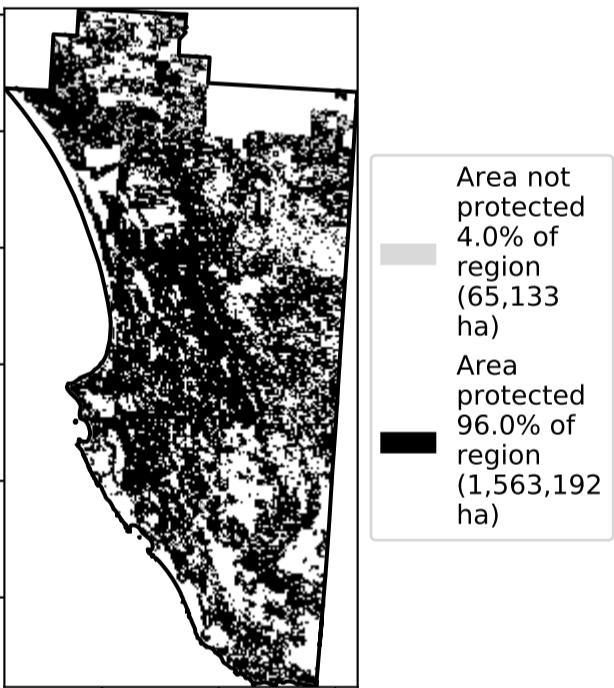 Area not
protected
4.0% of
region
(65,133
ha)
Area
protected
96.0% of
region
(1,563,192
ha)